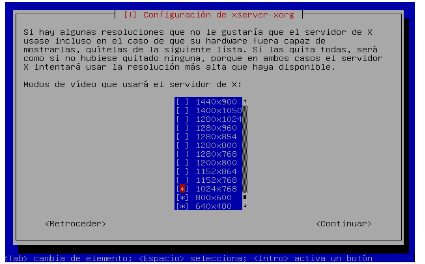 [!] Configuración de xserver-xorg
Si hay algunas resoluciones que no le gustaría que el servidor de X
usase incluso en el caso de que su hardware fuera capaz de
mostrarlas, quítelas de la siguiente lista. Si las quita todas, será
como si no hubiese quitado ninguna, porque en ambos casos el servidor
X intentará usar la resolución más alta que haya disponible.
Modos de vídeo que usará el servidor de X:
[ ] 1440x900
[ ] 1400x1050
[ ] 1280x1024
[ ] 1280x960
[ ] 1280x854
[ ] 1280x800
[ ] 1280x768
[ ] 1200x800
[ ] 1152x864
[ ] 1152x768
[*] 1024x768
[*] 800x600
[*] 640x480
<Retroceder> <Continuar>
<Tab> cambia de elemento; <Espacio> selecciona; <Intro> activa un botón